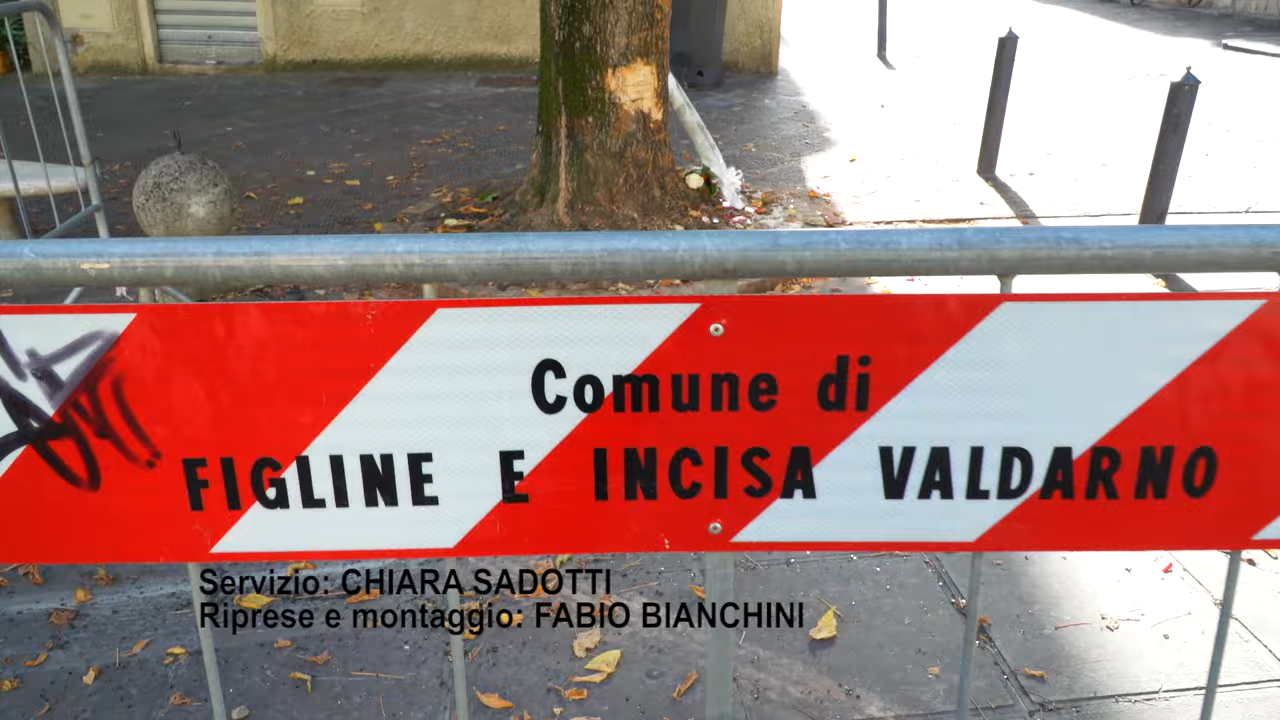 Comune di
FIGLINE E INCISA VALDARNO
Servizio: CHIARA SADOTTI
Riprese e montaggio: FABIO BIANCHINI